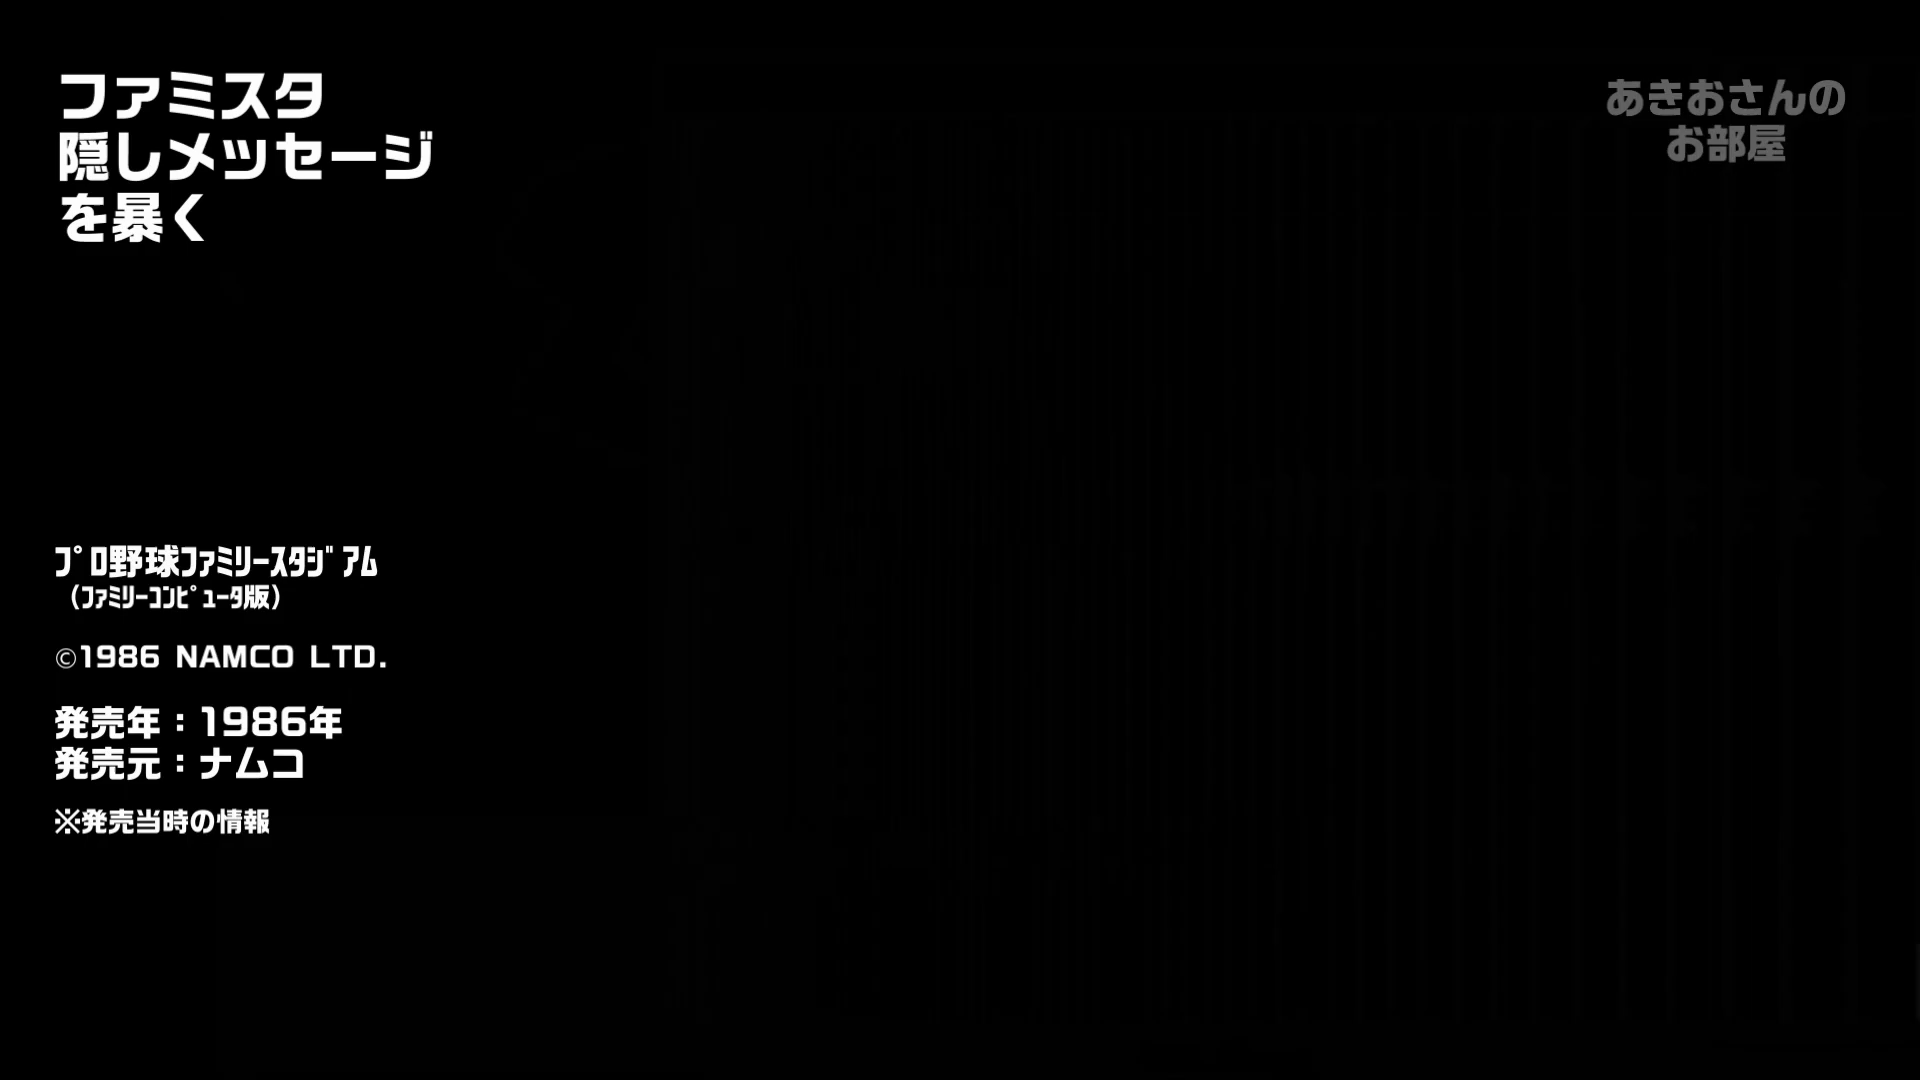 ファミスタ
隠しメッセージ
を暴く
あきおさんの
お部屋
プロ野球ファミリースタジアム
（ファミリーコンピュータ版）
©1986 NAMCO LTD.
発売年：1986年
発売元：ナムコ
※発売当時の情報